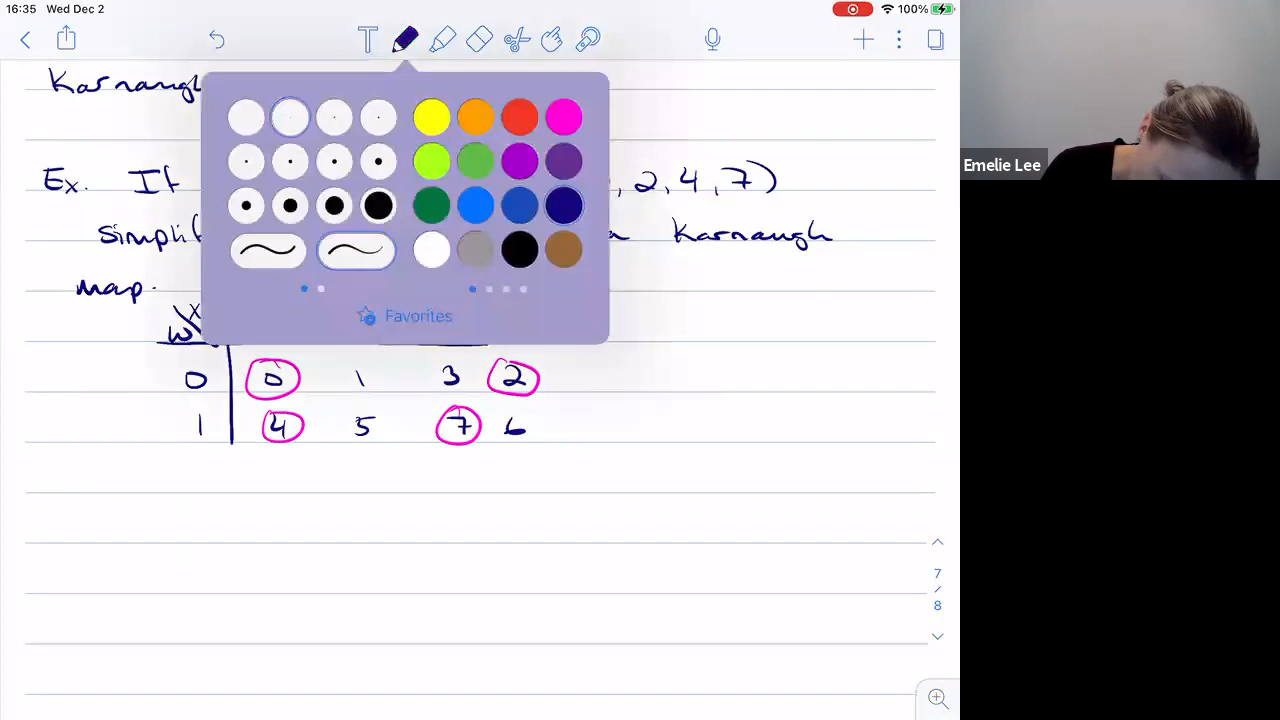 16:35 Wed Dec 2 100%
Karnaugh
Emelie Lee
Ex. If , 2, 4, 7)
simplif a Karnaugh
map.
Favorites
X
w
0 0 1 3 2
1 4 5 7 6
7
/
8